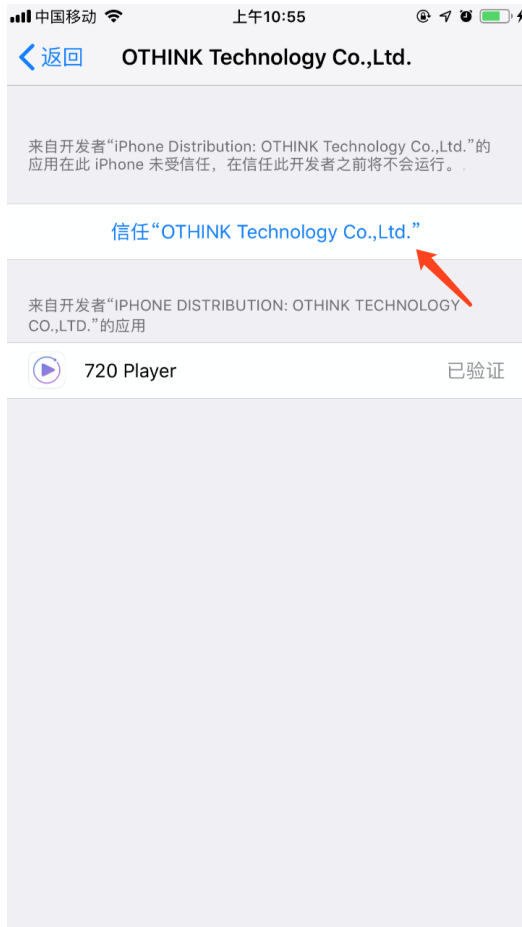 中国移动 上午10:55
返回 OTHINK Technology Co.,Ltd.
来自开发者“iPhone Distribution: OTHINK Technology Co.,Ltd.”的
应用在此 iPhone 未受信任，在信任此开发者之前将不会运行。
信任“OTHINK Technology Co.,Ltd.”
来自开发者“IPHONE DISTRIBUTION: OTHINK TECHNOLOGY
CO.,LTD.”的应用
720 Player 已验证